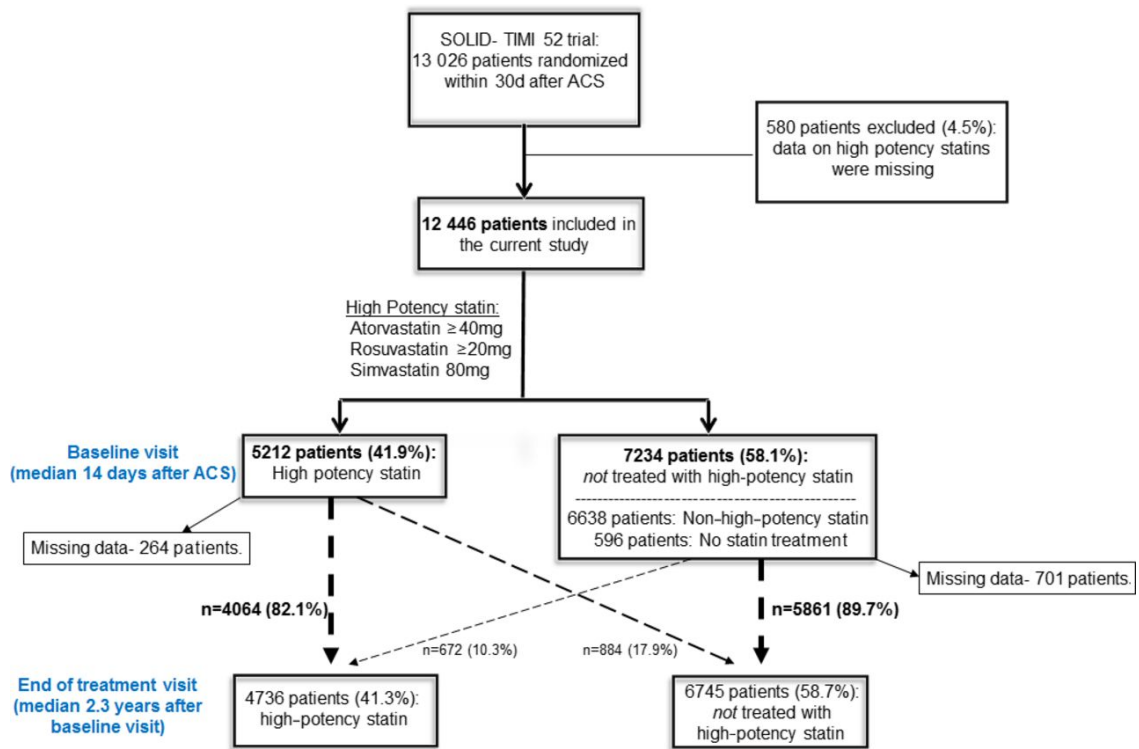 SOLID- TIMI 52 trial:
13 026 patients randomized
within 30d after ACS
580 patients excluded (4.5%):
data on high potency statins
were missing
12 446 patients included in
the current study
High Potency statin:
Atorvastatin ≥40mg
Rosuvastatin ≥20mg
Simvastatin 80mg
Baseline visit
(median 14 days after ACS)
5212 patients (41.9%):
High potency statin
7234 patients (58.1%):
not treated with high-potency statin
6638 patients: Non-high-potency statin
596 patients: No statin treatment
Missing data- 264 patients.
Missing data- 701 patients.
n=4064 (82.1%)
n=5861 (89.7%)
n=672 (10.3%)
n=884 (17.9%)
End of treatment visit
(median 2.3 years after
baseline visit)
4736 patients (41.3%):
high-potency statin
6745 patients (58.7%):
not treated with
high-potency statin